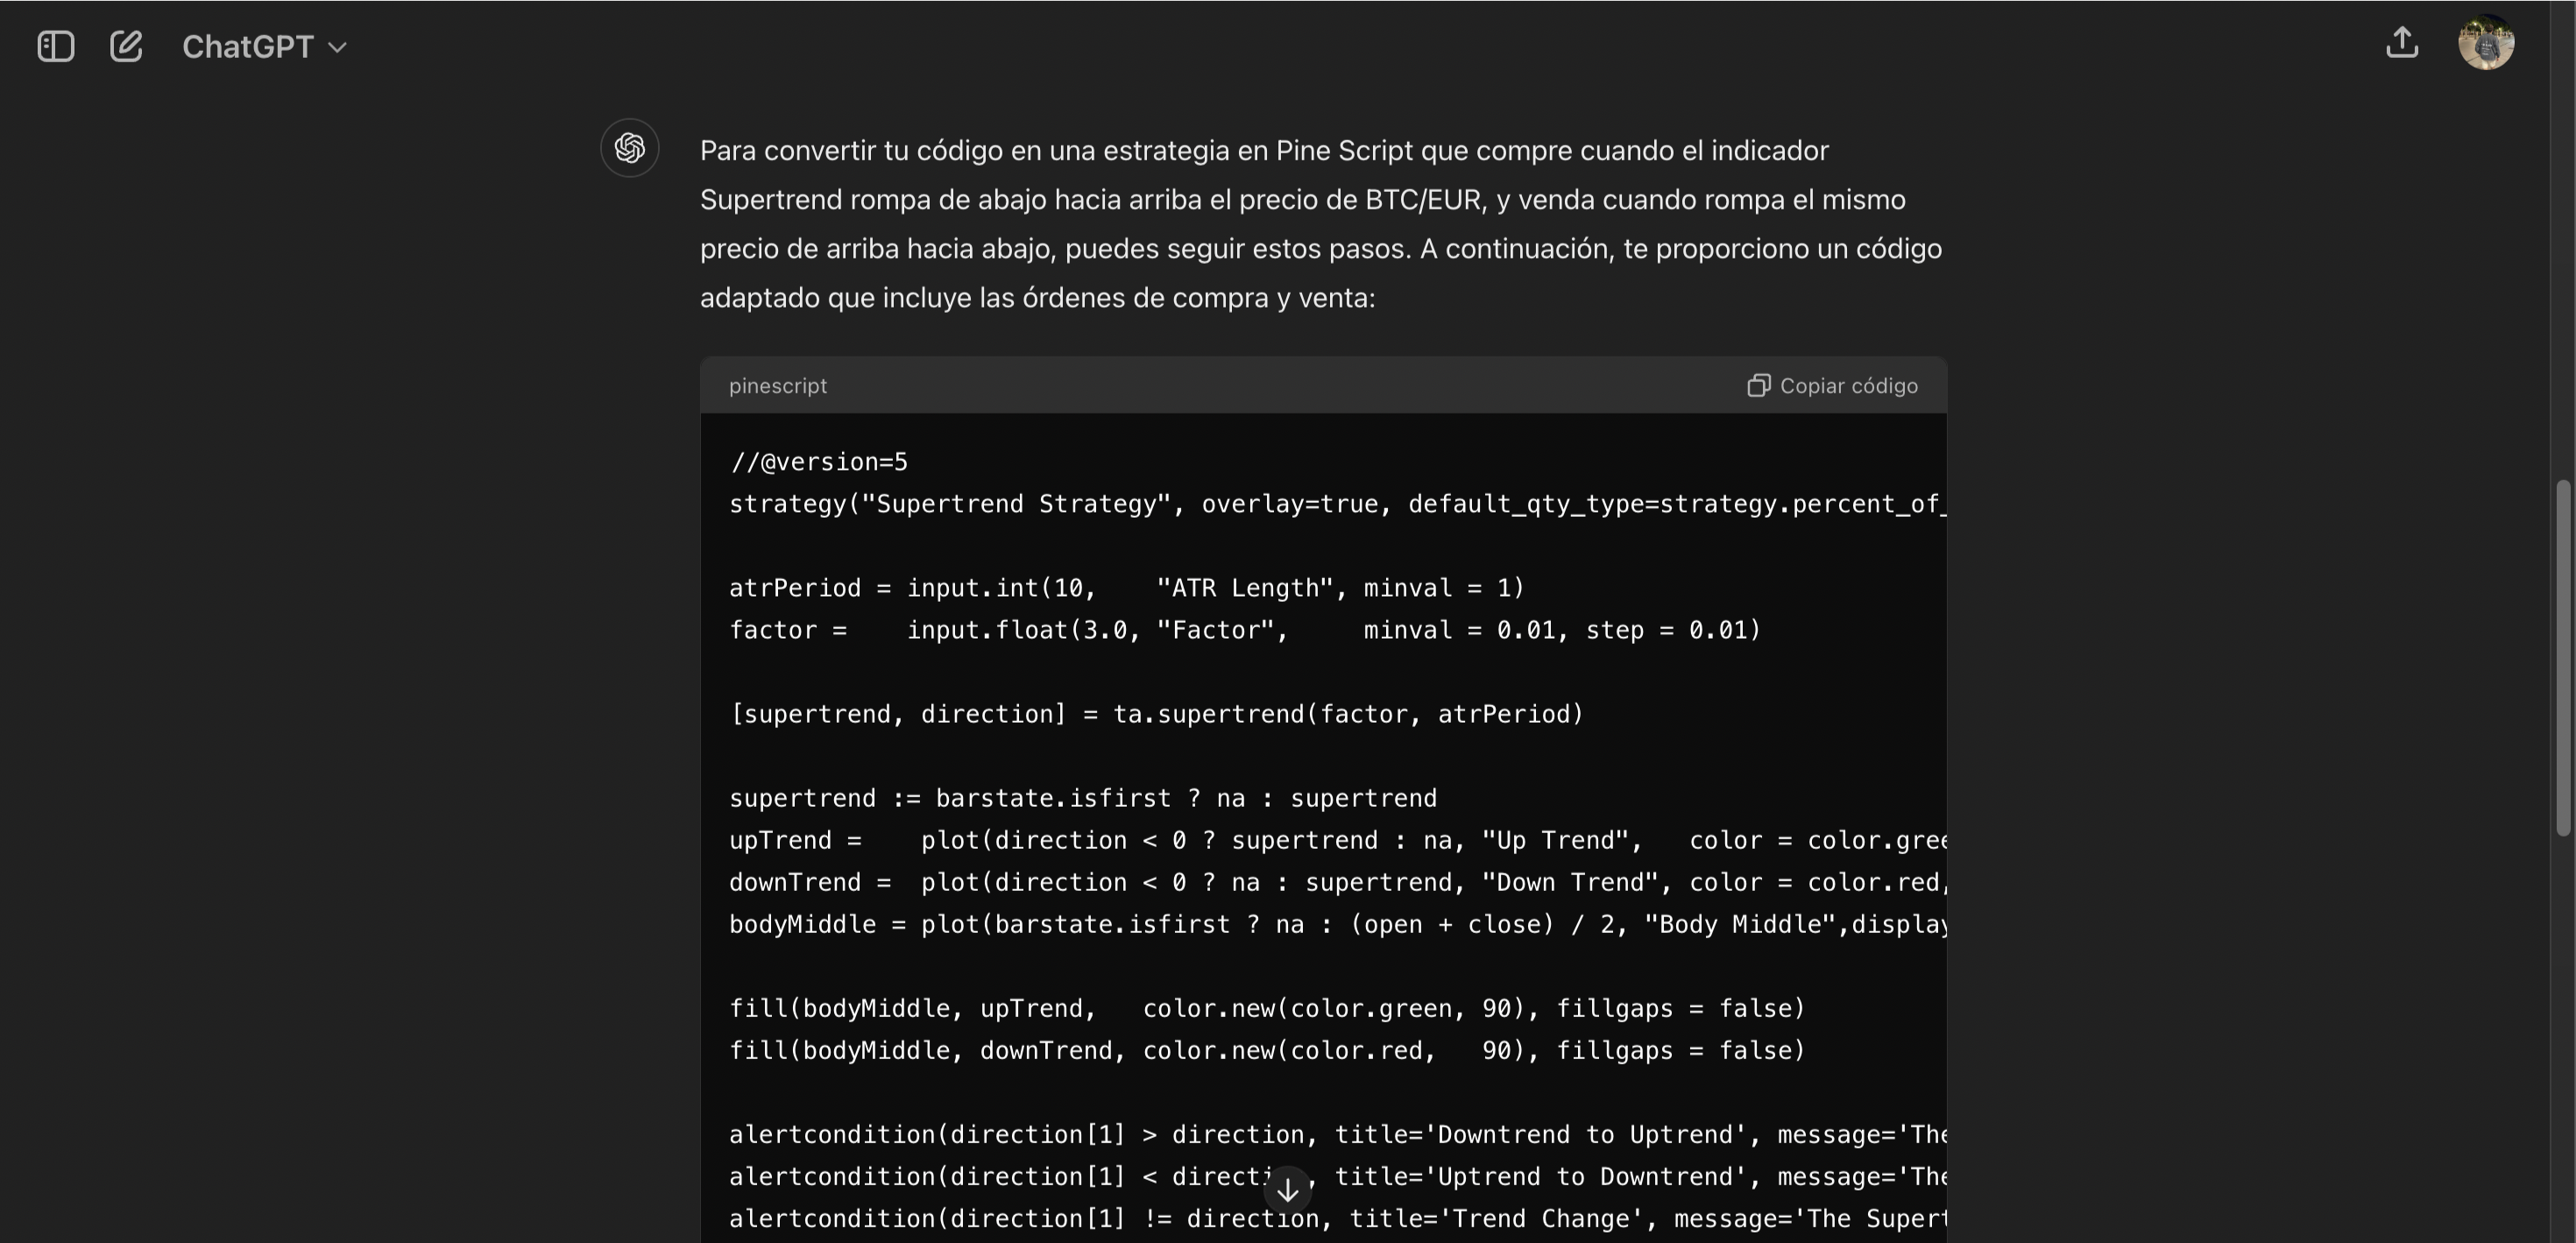 ChatGPT
Para convertir tu código en una estrategia en Pine Script que compre cuando el indicador
Supertrend rompa de abajo hacia arriba el precio de BTC/EUR, y venda cuando rompa el mismo
precio de arriba hacia abajo, puedes seguir estos pasos. A continuación, te proporciono un código
adaptado que incluye las órdenes de compra y venta:
pinescript
Copiar código
//@version=5
strategy("Supertrend Strategy", overlay=true, default_qty_type=strategy.percent_of_
atrPeriod = input.int(10,    "ATR Length", minval = 1)
factor =    input.float(3.0, "Factor",     minval = 0.01, step = 0.01)
[supertrend, direction] = ta.supertrend(factor, atrPeriod)
supertrend := barstate.isfirst ? na : supertrend
upTrend =    plot(direction < 0 ? supertrend : na, "Up Trend",   color = color.gree
downTrend =  plot(direction < 0 ? na : supertrend, "Down Trend", color = color.red,
bodyMiddle = plot(barstate.isfirst ? na : (open + close) / 2, "Body Middle",display
fill(bodyMiddle, upTrend,   color.new(color.green, 90), fillgaps = false)
fill(bodyMiddle, downTrend, color.new(color.red,   90), fillgaps = false)
alertcondition(direction[1] > direction, title='Downtrend to Uptrend', message='The
alertcondition(direction[1] < directi , title='Uptrend to Downtrend', message='The
alertcondition(direction[1] != direction, title='Trend Change', message='The Supert